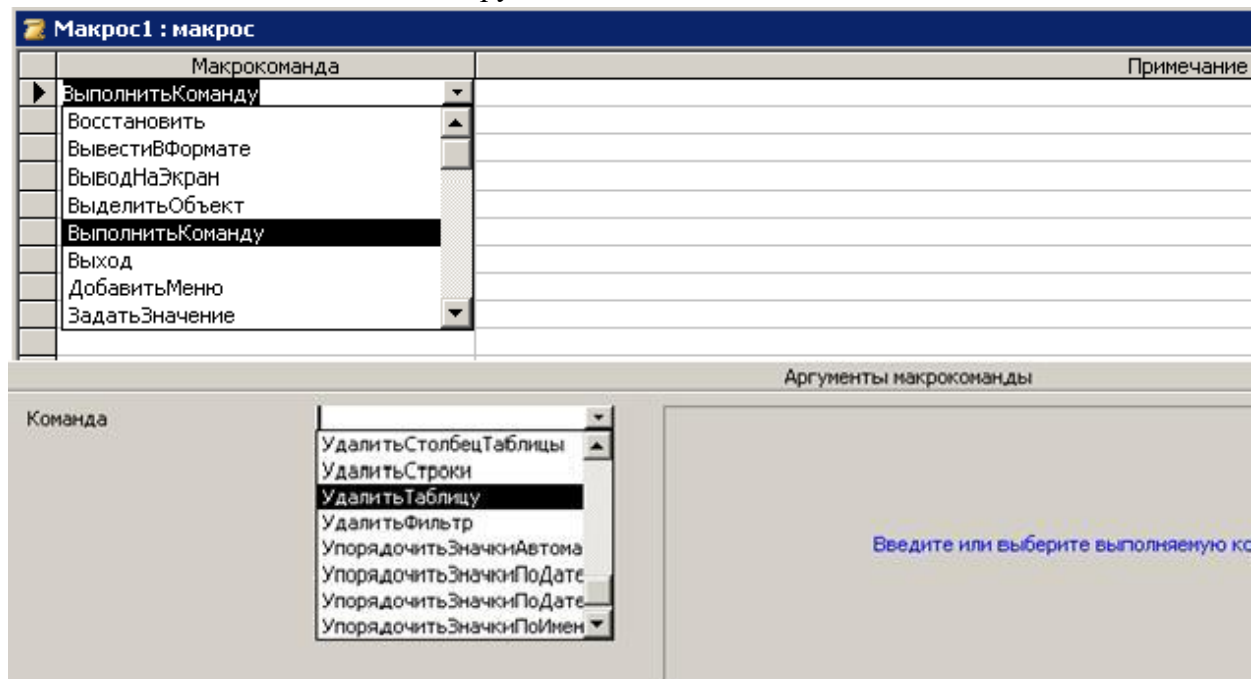 Макрос1 : макрос
Макрокоманда Примечание
ВыполнитьКоманду
Восстановить
ВывестиВФормате
ВыводНаЭкран
ВыделитьОбъект
ВыполнитьКоманду
Выход
ДобавитьМеню
ЗадатьЗначение
Аргументы макрокоманды
Команда
УдалитьСтолбецТаблицы
УдалитьСтроки
УдалитьТаблицу
УдалитьФильтр
УпорядочитьЗначкиАвтома
УпорядочитьЗначкиПоДате
УпорядочитьЗначкиПоДате
УпорядочитьЗначкиПоИмен
Введите или выберите выполняемую ко